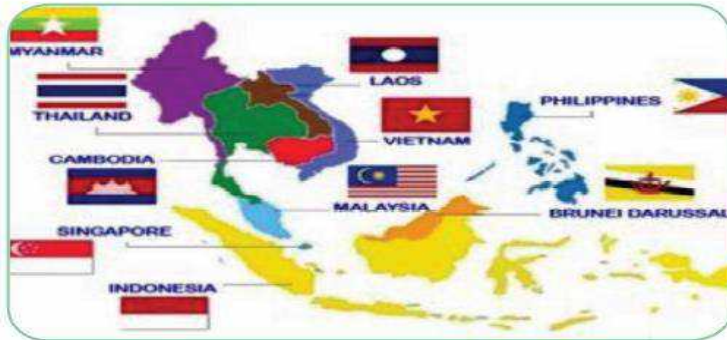 MYANMAR
LAOS
THAILAND
PHILIPPINES
VIETNAM
CAMBODIA
MALAYSIA
BRUNEI DARUSSAL
SINGAPORE
INDONESIA